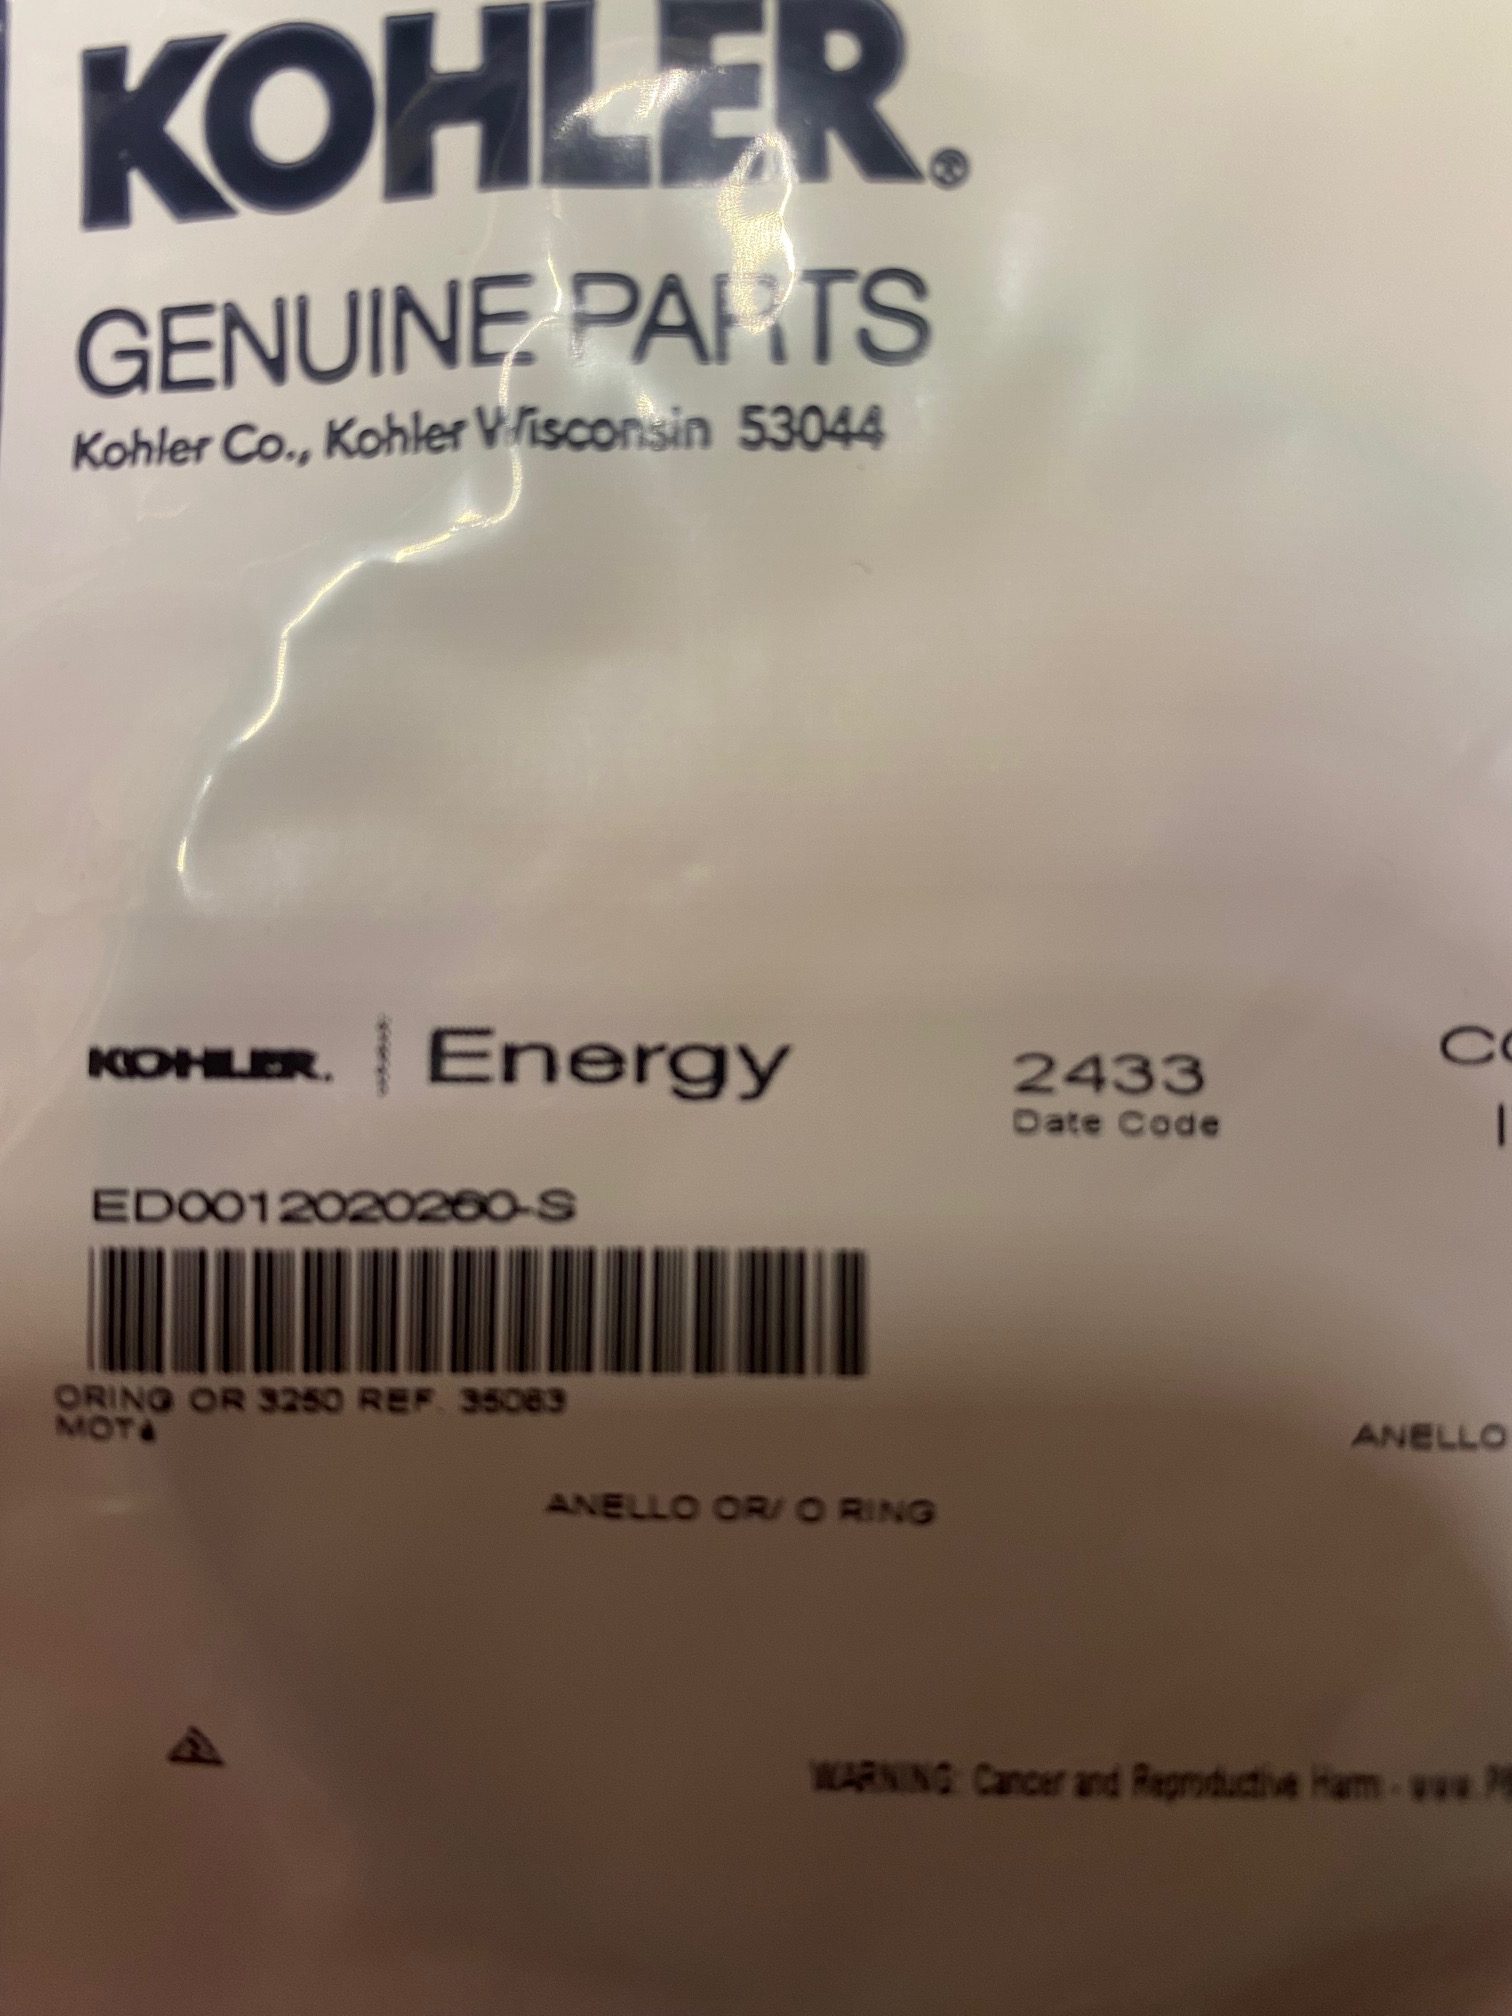 KOHLER®
GENUINE PARTS
Kohler Co., Kohler Wisconsin 53044
KOHLER. Energy
2433
Date Code
ED0012020260-S
ORING OR 3250 REF. 35063
ANELLO
ANELLO OR/ O RING
WARNING: Cancer and Reproductive Harm -